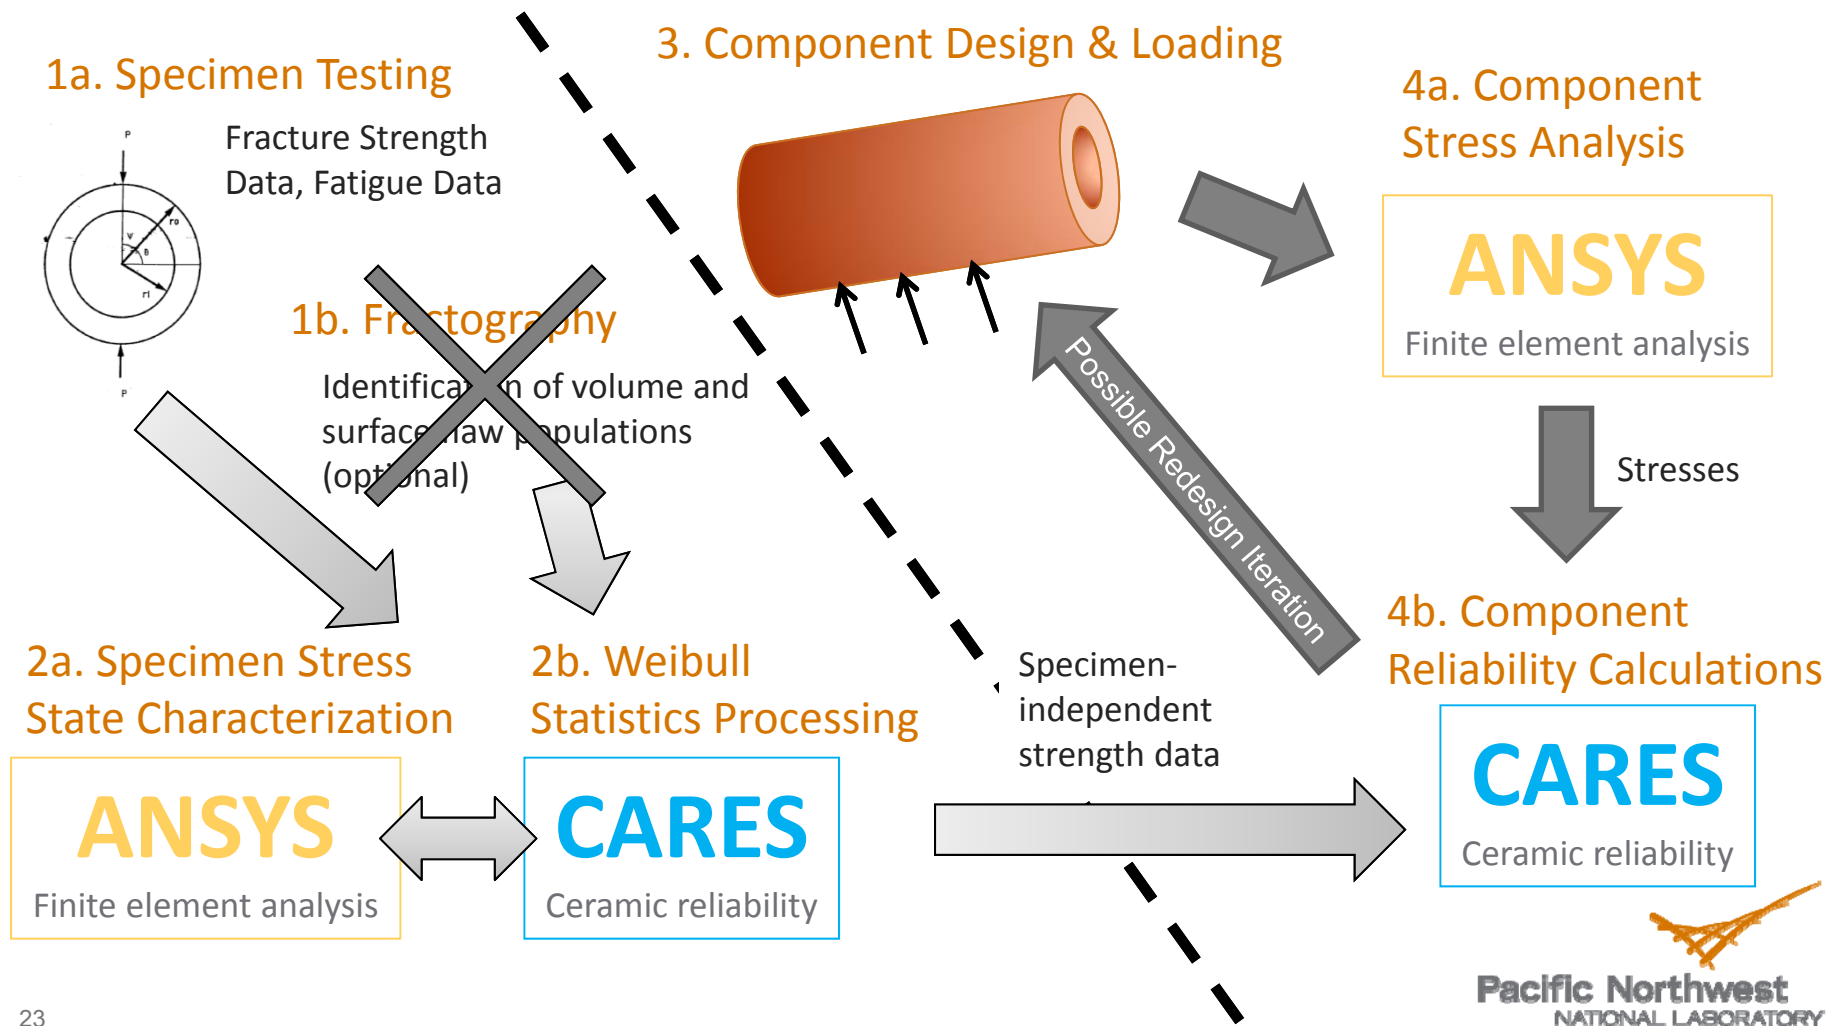 1a. Specimen Testing
Fracture Strength
Data, Fatigue Data
P
ro
ψ
θ
ri
P
1b. Fractography
Identification of volume and
surface flaw populations
(optional)
2a. Specimen Stress
State Characterization
ANSYS
Finite element analysis
2b. Weibull
Statistics Processing
CARES
Ceramic reliability
3. Component Design & Loading
Possible Redesign Iteration
Specimen-
independent
strength data
4a. Component
Stress Analysis
ANSYS
Finite element analysis
Stresses
4b. Component
Reliability Calculations
CARES
Ceramic reliability
Pacific Northwest
NATIONAL LABORATORY
23